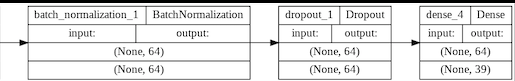 batch_normalization_1 BatchNormalization
input: output:
(None, 64)
(None, 64)
dropout_1 Dropout
input: output:
(None, 64)
(None, 64)
dense_4 Dense
input: output:
(None, 64)
(None, 39)